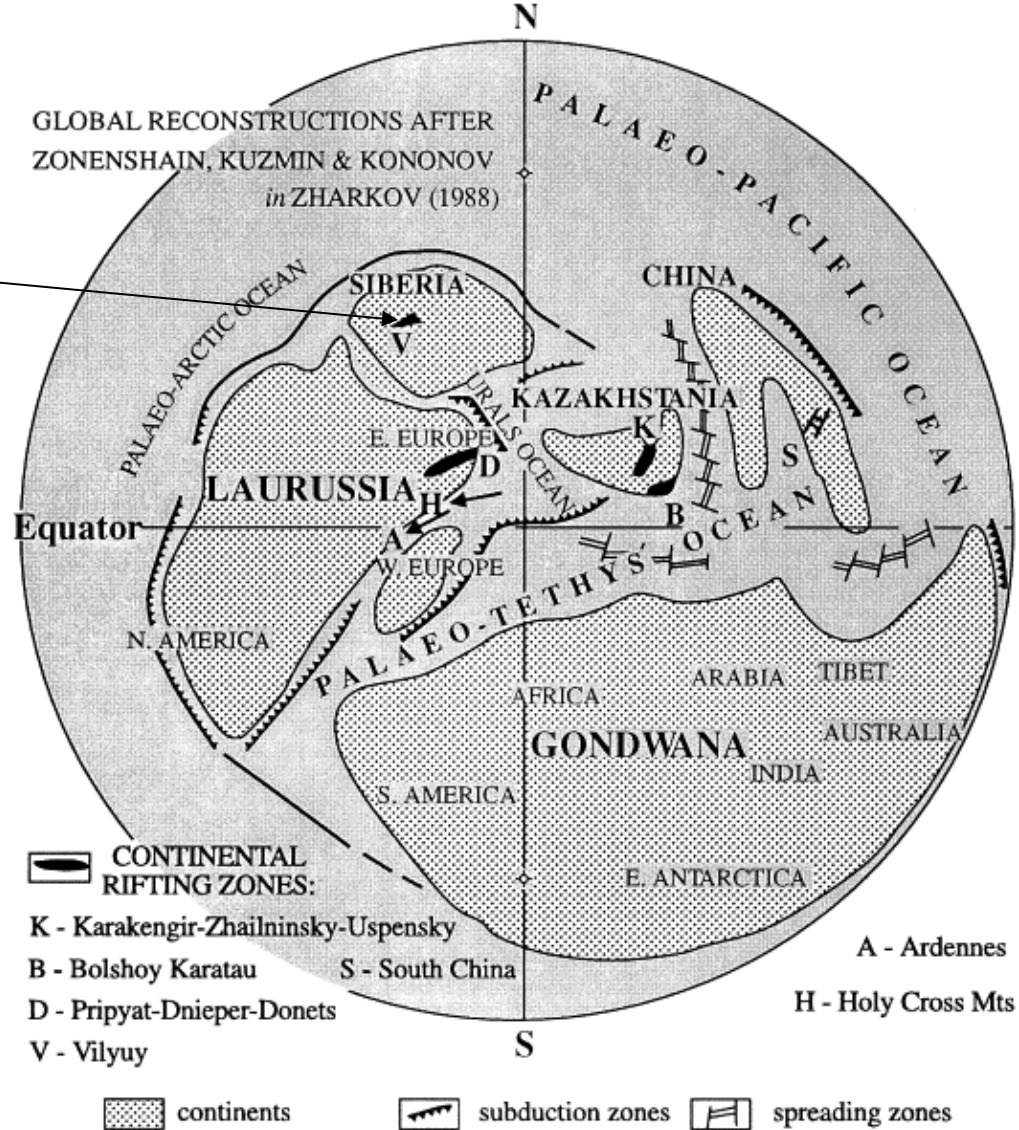 N
GLOBAL RECONSTRUCTIONS AFTER
ZONENSHAIN, KUZMIN & KONONOV
in ZHARKOV (1988)
PALAEO-PACIFIC OCEAN
PALAEO-ARCTIC OCEAN
SIBERIA
V
CHINA
URALS OCEAN
KAZAKHSTANIA
K
E. EUROPE
D
S
LAURUSSIA
H
B
Equator
A
W. EUROPE
PALAEO-TETHYS' OCEAN
N. AMERICA
AFRICA
ARABIA
TIBET
GONDWANA
AUSTRALIA
INDIA
S. AMERICA
E. ANTARCTICA
CONTINENTAL
RIFTING ZONES:
K - Karakengir-Zhailninsky-Uspensky
B - Bolshoy Karatau
S - South China
D - Pripyat-Dnieper-Donets
V - Vilyuy
A - Ardennes
H - Holy Cross Mts
S
continents
subduction zones
spreading zones